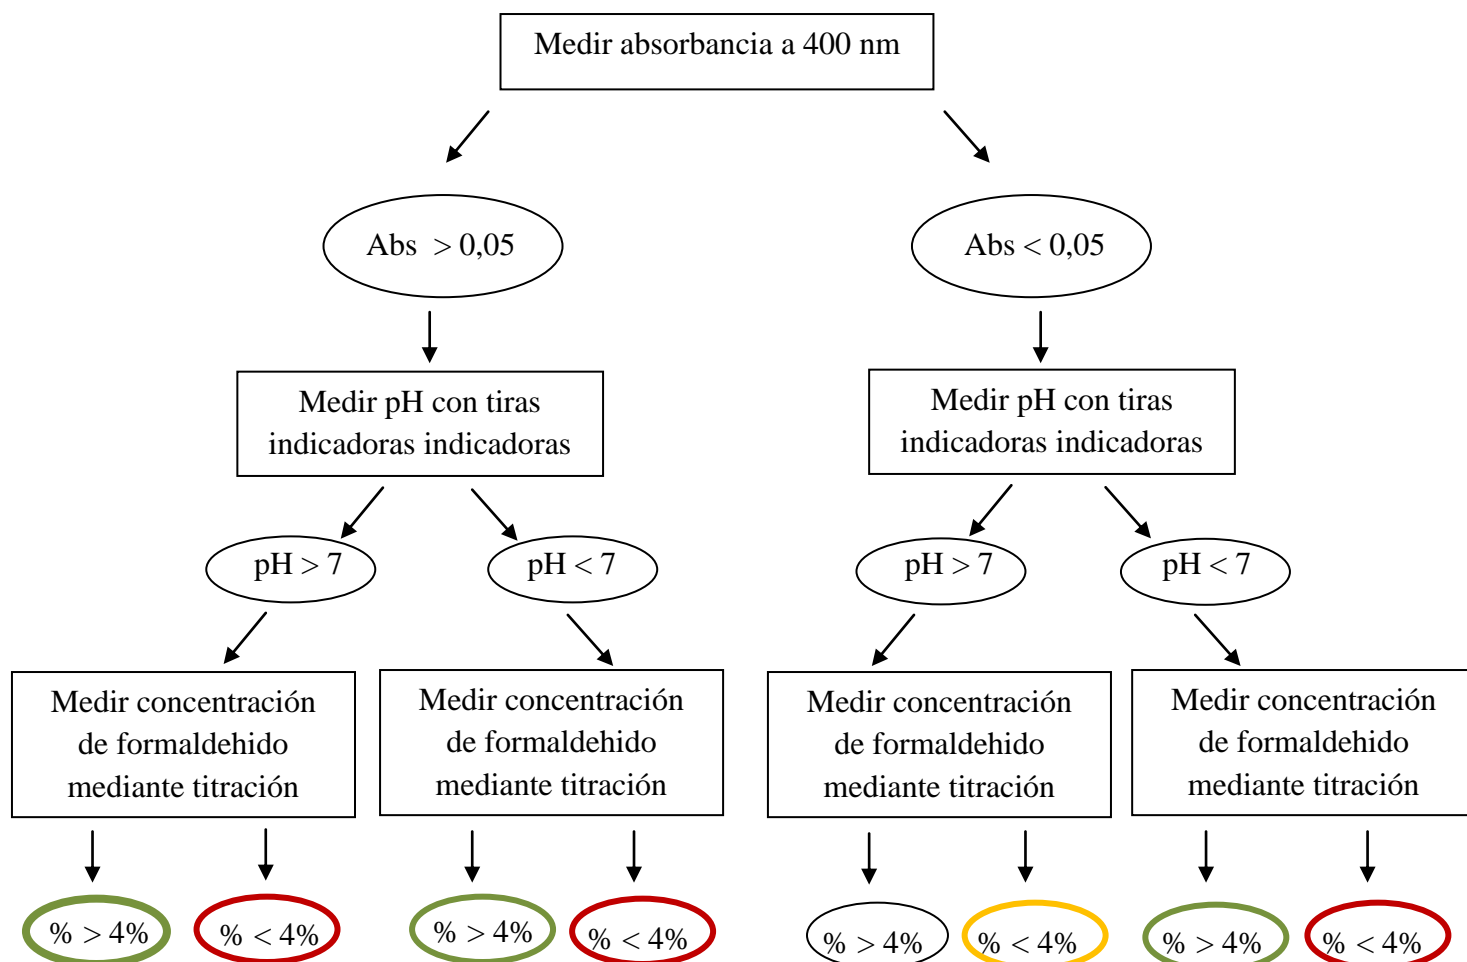 Medir absorbancia a 400 nm
Abs > 0,05
Abs < 0,05
Medir pH con tiras
indicadoras indicadoras
Medir pH con tiras
indicadoras indicadoras
pH > 7
pH < 7
pH > 7
pH < 7
Medir concentración
de formaldehido
mediante titración
Medir concentración
de formaldehido
mediante titración
Medir concentración
de formaldehido
mediante titración
Medir concentración
de formaldehido
mediante titración
% > 4%
% < 4%
% > 4%
% < 4%
% > 4%
% < 4%
% > 4%
% < 4%